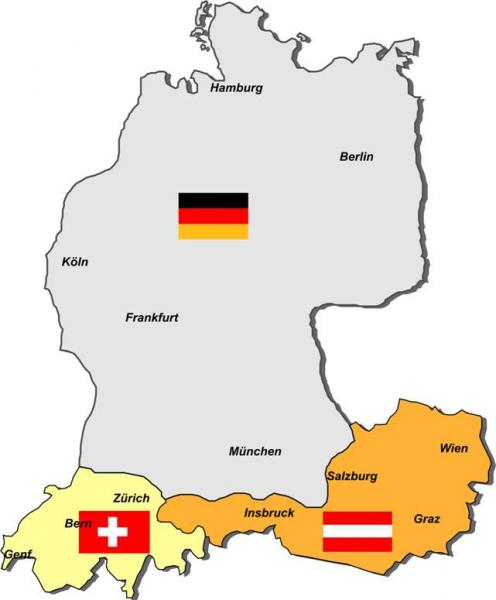 Hamburg
Berlin
Köln
Frankfurt
München
Wien
Salzburg
Zürich
Insbruck
Graz
Bern
Genf